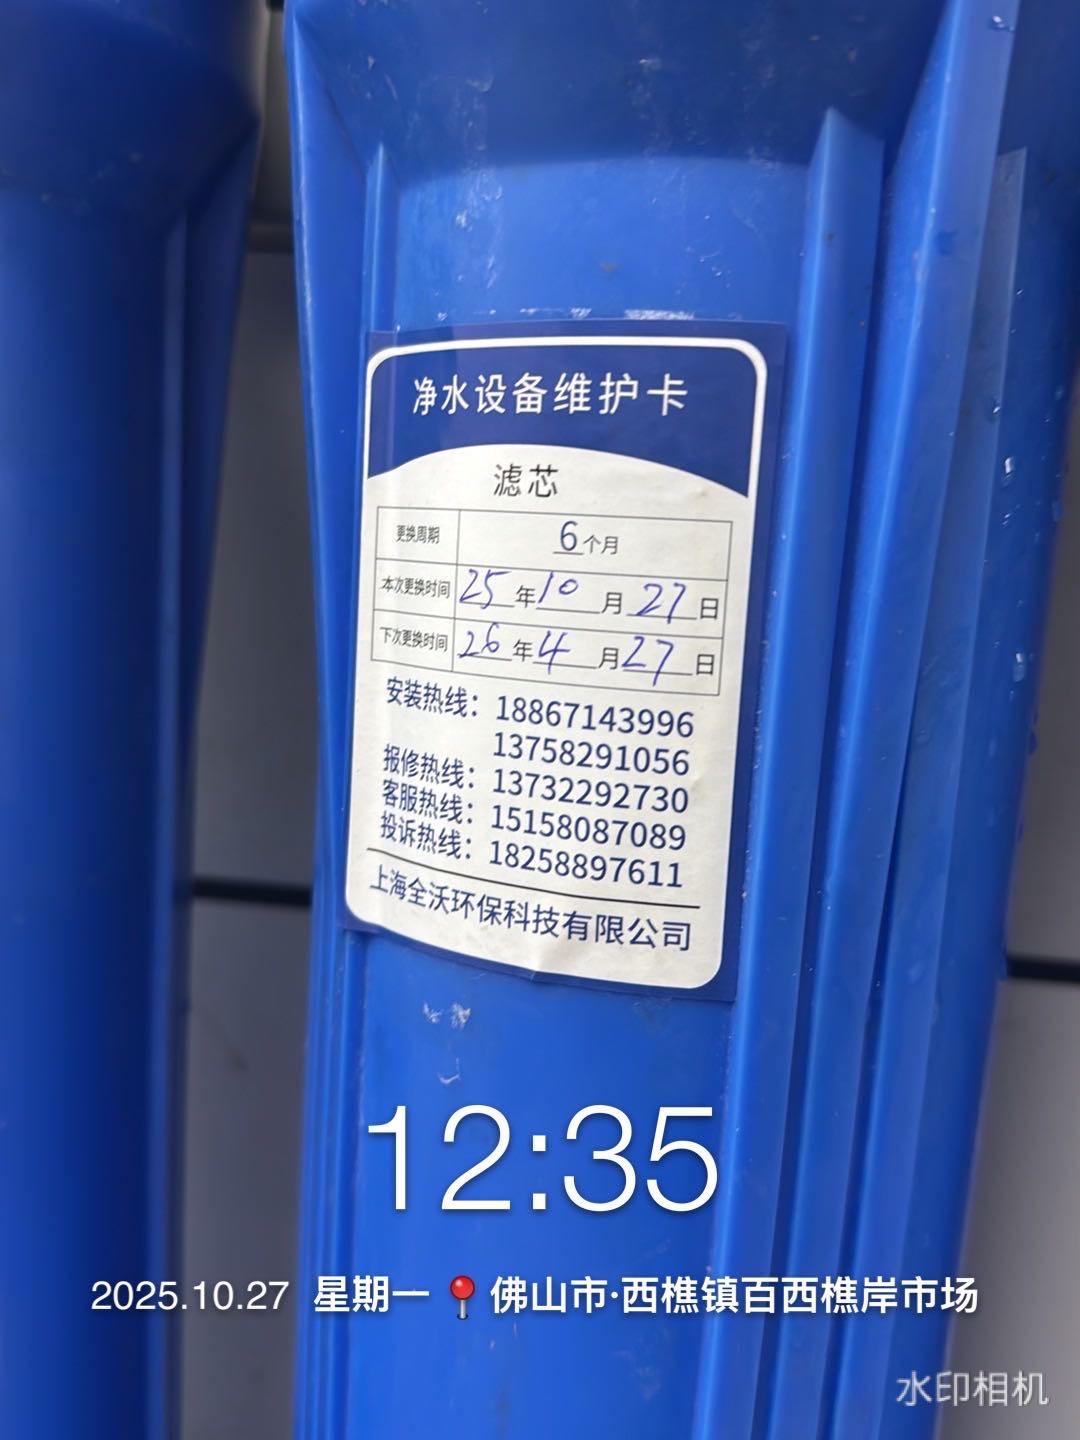 净水设备维护卡
滤芯
更换周期 6个月
本次更换时间 25年10月27日
下次更换时间 26年4月27日
安装热线：18867143996
13758291056
报修热线：13732292730
客服热线：15158087089
投诉热线：18258897611
上海全沃环保科技有限公司
12:35
2025.10.27 星期一 佛山市·西樵镇百西樵岸市场
水印相机